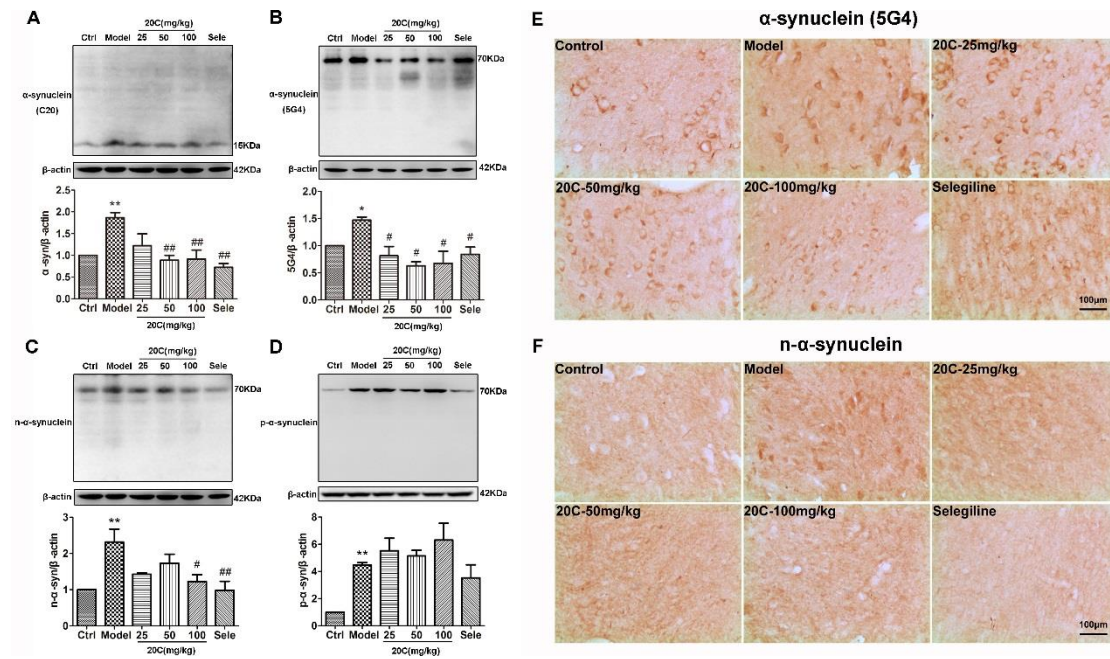 A
20C(mg/kg)
Ctrl Model 25 50 100 Sele
α-synuclein
(C20)
15KDa
β-actin
42KDa
α-syn/β-actin
2.5
2.0
1.5
1.0
0.5
0.0
**
##
##
##
Ctrl Model 25 50 100 Sele
20C(mg/kg)
B
20C(mg/kg)
Ctrl Model 25 50 100 Sele
70KDa
α-synuclein
(5G4)
β-actin
42KDa
5G4/β-actin
2.0
1.5
1.0
0.5
0.0
*
#
#
#
#
Ctrl Model 25 50 100 Sele
20C(mg/kg)
C
20C(mg/kg)
Ctrl Model 25 50 100 Sele
70KDa
n-α-synuclein
β-actin
42KDa
n-α-syn/β-actin
3
2
1
0
**
#
##
Ctrl Model 25 50 100 Sele
20C(mg/kg)
D
20C(mg/kg)
Ctrl Model 25 50 100 Sele
70KDa
p-α-synuclein
β-actin
42KDa
p-α-syn/β-actin
8
6
4
2
0
**
Ctrl Model 25 50 100 Sele
20C(mg/kg)
E
α-synuclein (5G4)
Control
Model
20C-25mg/kg
20C-50mg/kg
20C-100mg/kg
Selegiline
100μm
F
n-α-synuclein
Control
Model
20C-25mg/kg
20C-50mg/kg
20C-100mg/kg
Selegiline
100μm